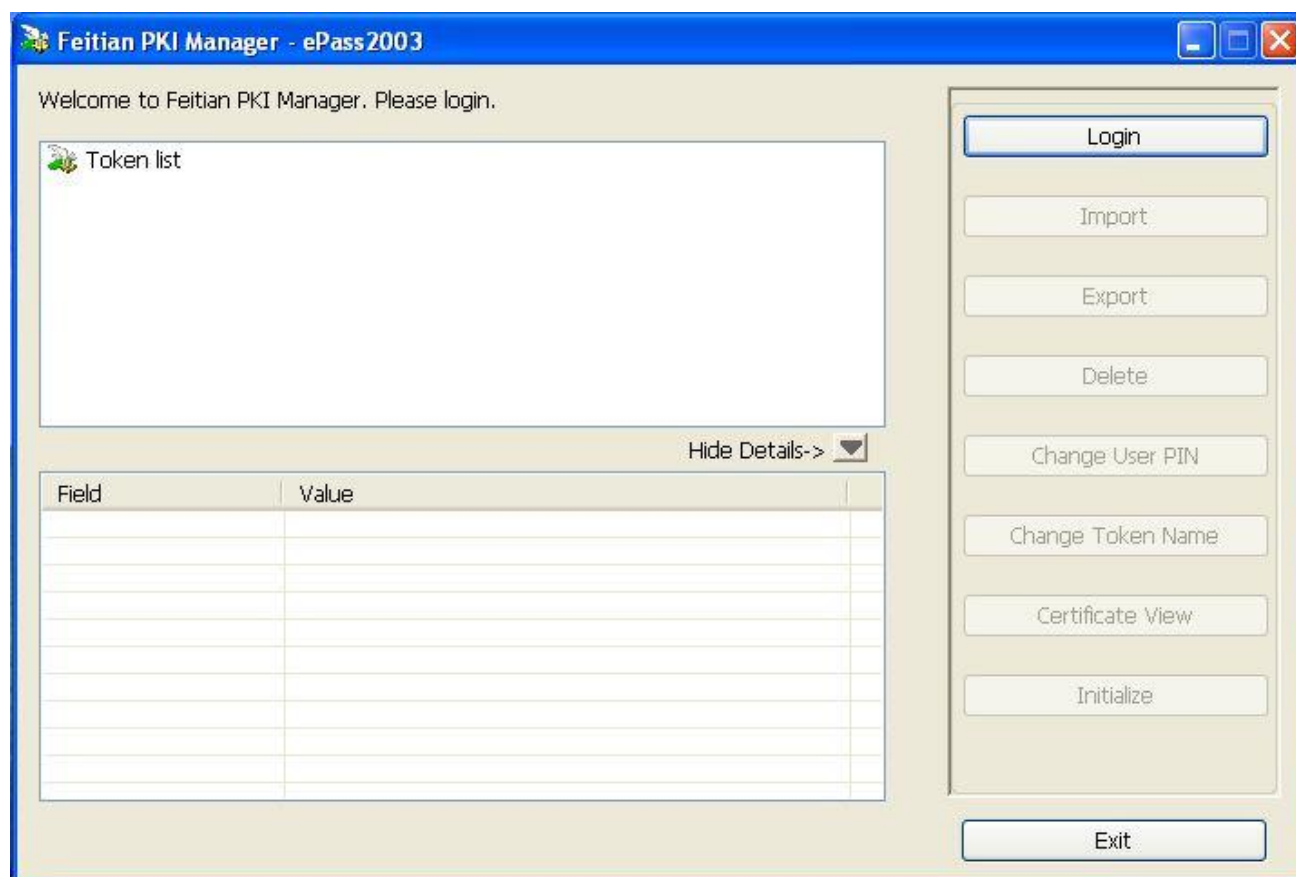 Feitian PKI Manager - ePass2003
Welcome to Feitian PKI Manager. Please login.
Token list
Hide Details->
Field Value
Login
Import
Export
Delete
Change User PIN
Change Token Name
Certificate View
Initialize
Exit